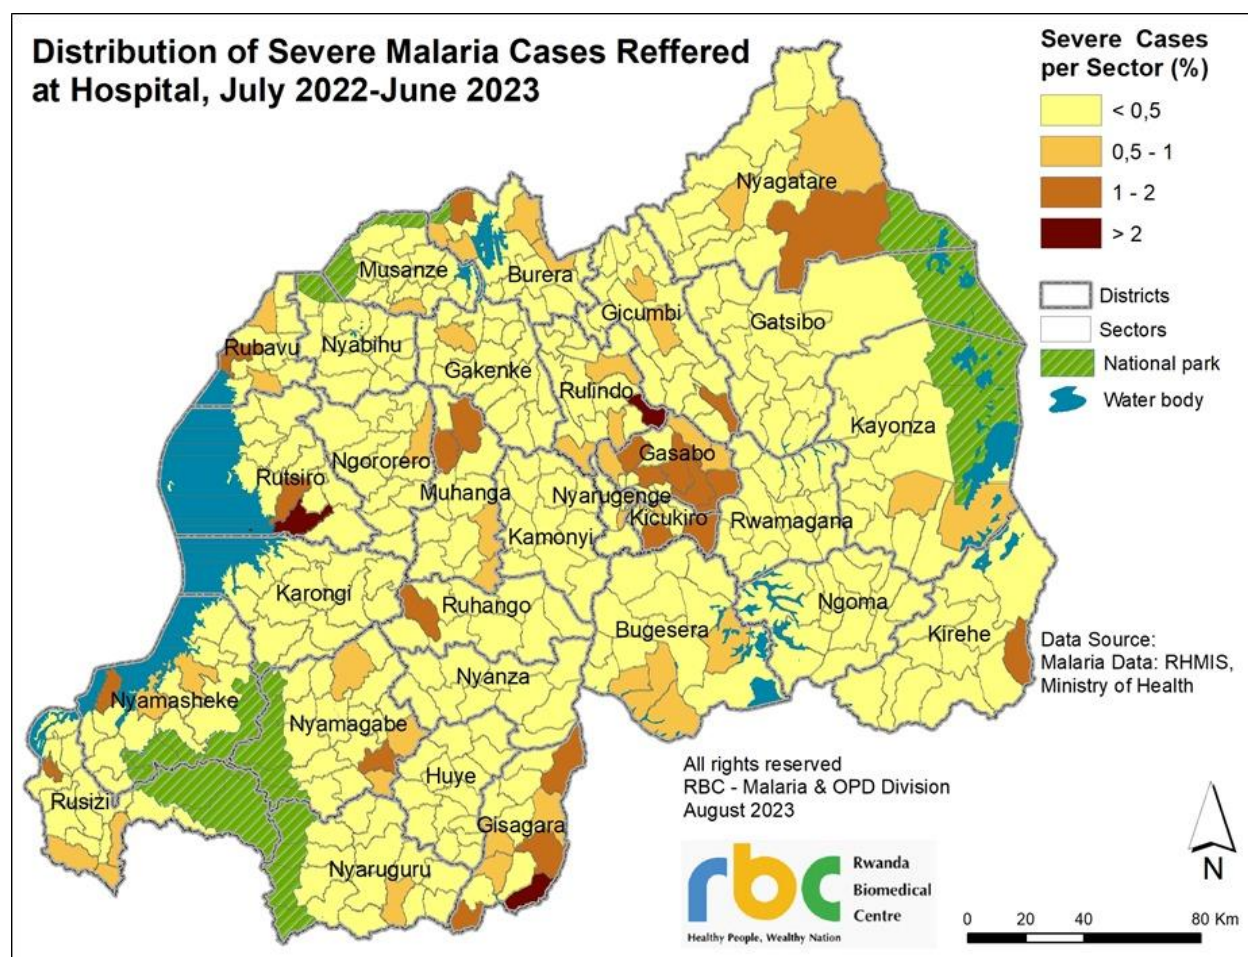 Distribution of Severe Malaria Cases Reffered
at Hospital, July 2022-June 2023
Severe Cases
per Sector (%)
< 0,5
0,5 - 1
1 - 2
> 2
Districts
Sectors
National park
Water body
Nyagatare
Musanze
Burera
Gicumbi
Gatsibo
Rubavu
Nyabihu
Gakenke
Rulindo
Kayonza
Gasabo
Ngororero
Rutsiro
Muhanga
Nyarugenge
Kicukiro
Rwamagana
Kamonyi
Karongi
Ruhango
Bugesera
Ngoma
Kirehe
Nyamasheke
Nyanza
Nyamagabe
Huye
Rusizi
Gisagara
Nyaruguru
Data Source:
Malaria Data: RHMIS,
Ministry of Health
All rights reserved
RBC - Malaria & OPD Division
August 2023
rbc
Rwanda
Biomedical
Centre
Healthy People, Wealthy Nation
N
0 20 40 80 Km